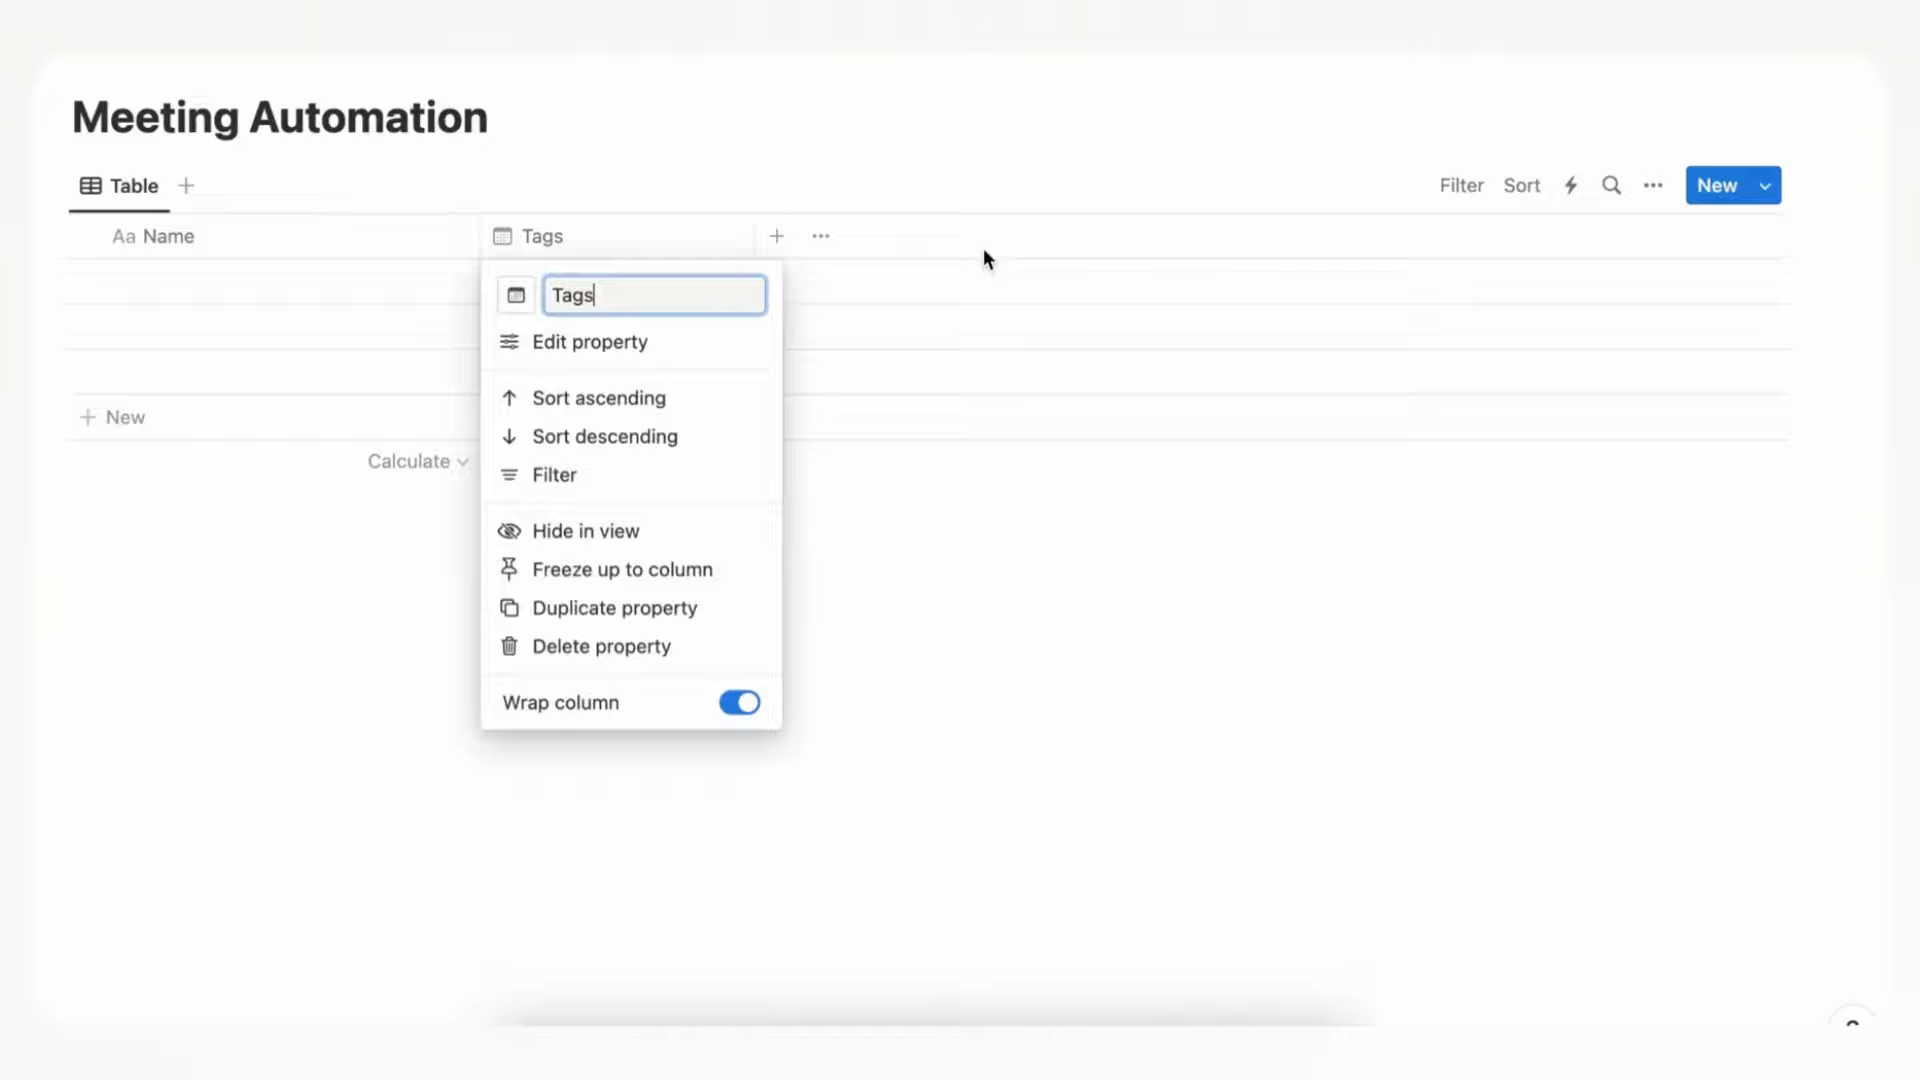 Meeting Automation
Table
Filter Sort New
Aa Name Tags
Tags
Edit property
Sort ascending
New
Sort descending
Calculate
Filter
Hide in view
Freeze up to column
Duplicate property
Delete property
Wrap column